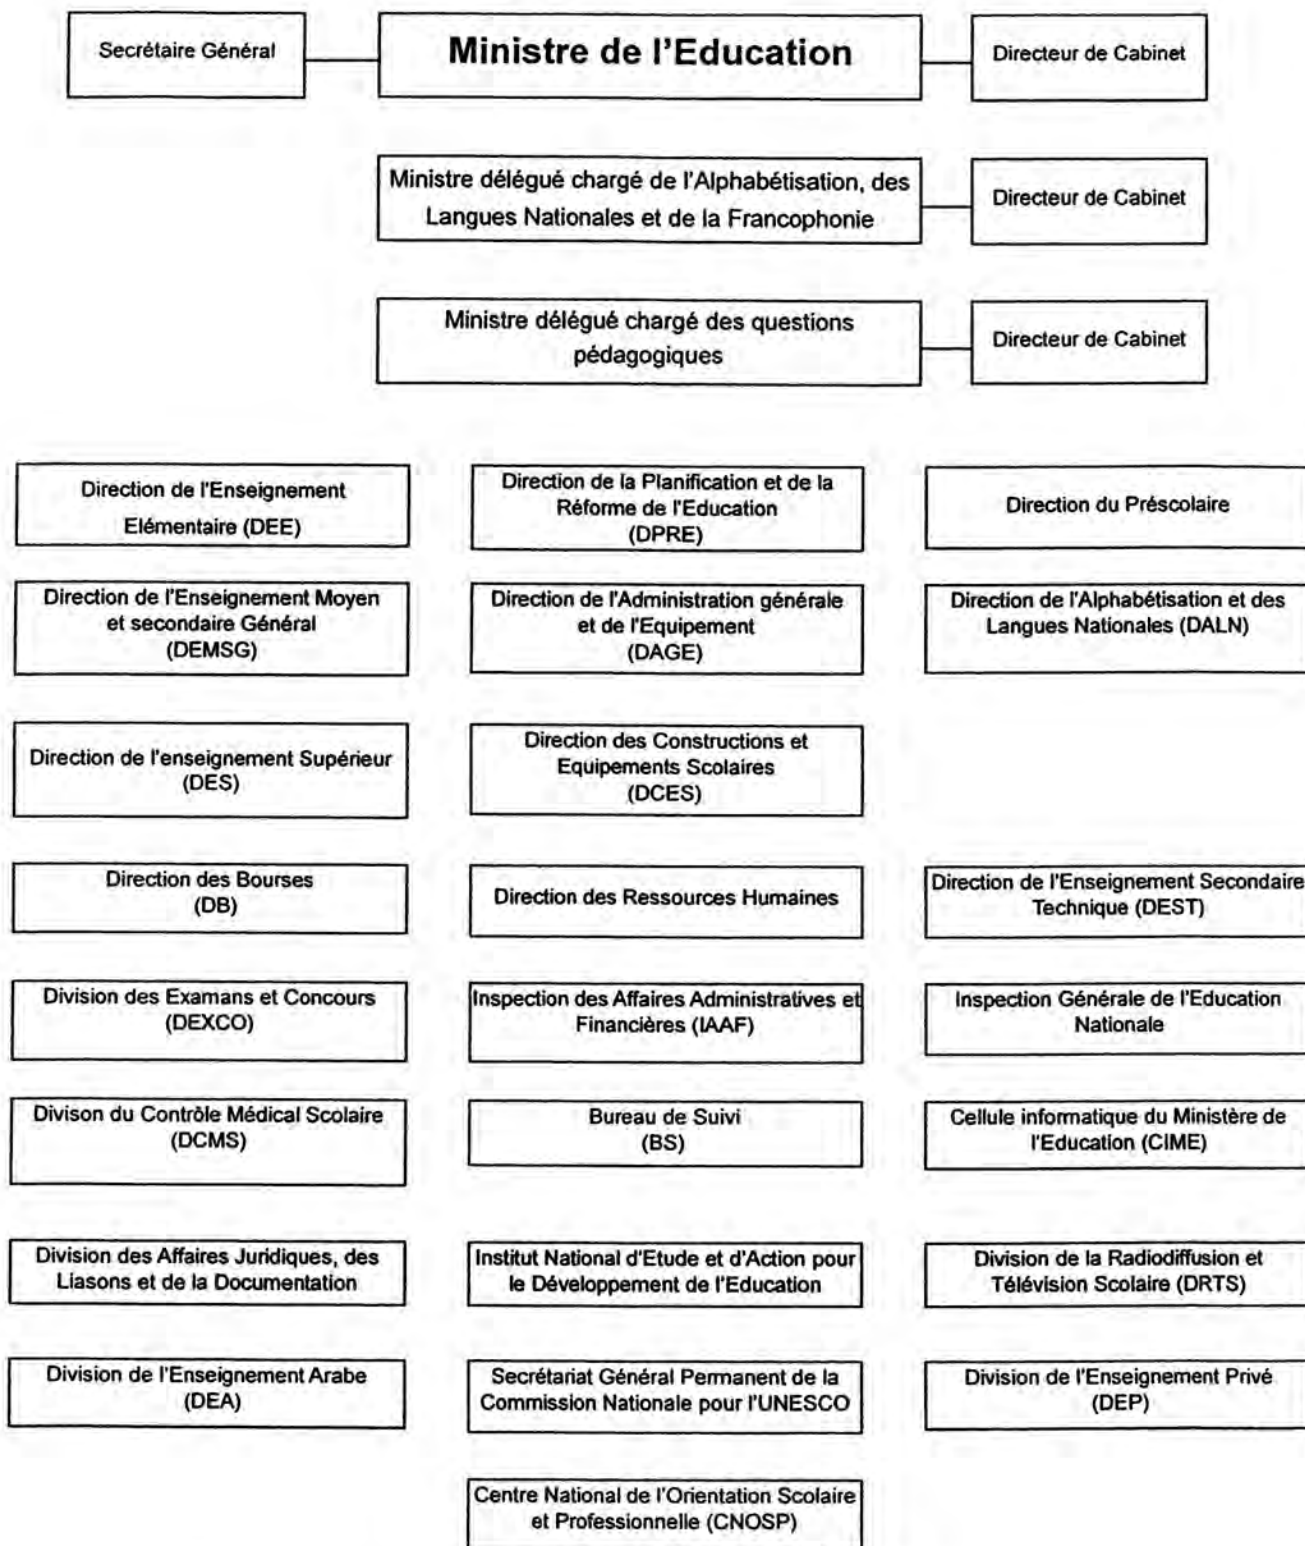 Secrétaire Général
Ministre de l'Education
Directeur de Cabinet
Ministre délégué chargé de l'Alphabétisation, des
Langues Nationales et de la Francophonie
Directeur de Cabinet
Ministre délégué chargé des questions
pédagogiques
Directeur de Cabinet
Direction de l'Enseignement
Elémentaire (DEE)
Direction de la Planification et de la
Réforme de l'Education
(DPRE)
Direction du Préscolaire
Direction de l'Enseignement Moyen
et secondaire Général
(DEMSG)
Direction de l'Administration générale
et de l'Equipement
(DAGE)
Direction de l'Alphabétisation et des
Langues Nationales (DALN)
Direction de l'enseignement Supérieur
(DES)
Direction des Constructions et
Equipements Scolaires
(DCES)
Direction des Bourses
(DB)
Direction des Ressources Humaines
Direction de l'Enseignement Secondaire
Technique (DEST)
Division des Examans et Concours
(DEXCO)
Inspection des Affaires Administratives et
Financières (IAAF)
Inspection Générale de l'Education
Nationale
Divison du Contrôle Médical Scolaire
(DCMS)
Bureau de Suivi
(BS)
Cellule informatique du Ministère de
l'Education (CIME)
Division des Affaires Juridiques, des
Liasons et de la Documentation
Institut National d'Etude et d'Action pour
le Développement de l'Education
Division de la Radiodiffusion et
Télévision Scolaire (DRTS)
Division de l'Enseignement Arabe
(DEA)
Secrétariat Général Permanent de la
Commission Nationale pour l'UNESCO
Division de l'Enseignement Privé
(DEP)
Centre National de l'Orientation Scolaire
et Professionnelle (CNOSP)